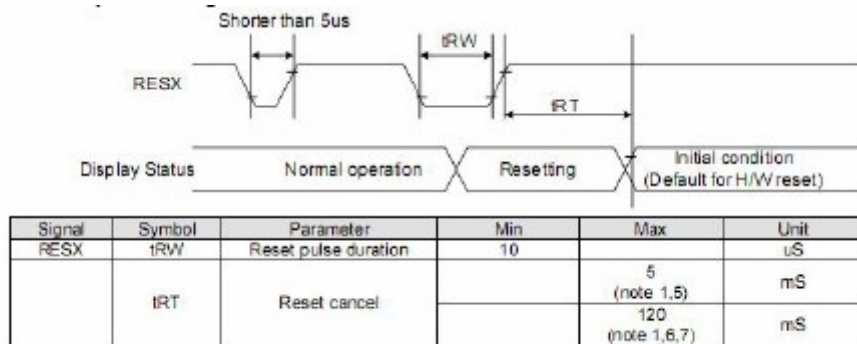 Shorter than 5us
tRW
RESX
tRT
Display Status
Normal operation
Resetting
Initial condition
(Default for H/W reset)
Signal Symbol Parameter Min Max Unit
RESX tRW Reset pulse duration 10 uS
tRT Reset cancel
5
(note 1,5)
mS
120
(note 1,6,7)
mS